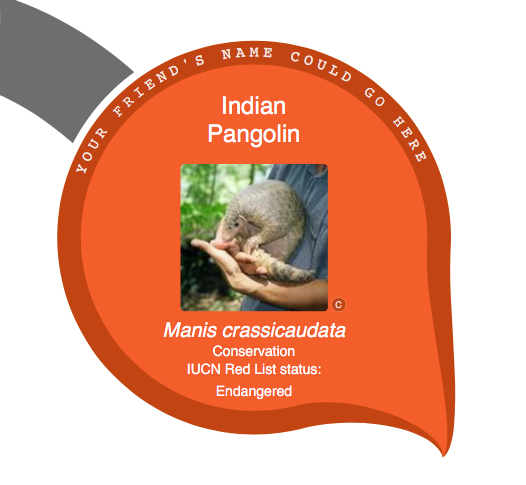 YOUR FRIEND'S NAME COULD GO HERE
Indian
Pangolin
C
Manis crassicaudata
Conservation
IUCN Red List status:
Endangered